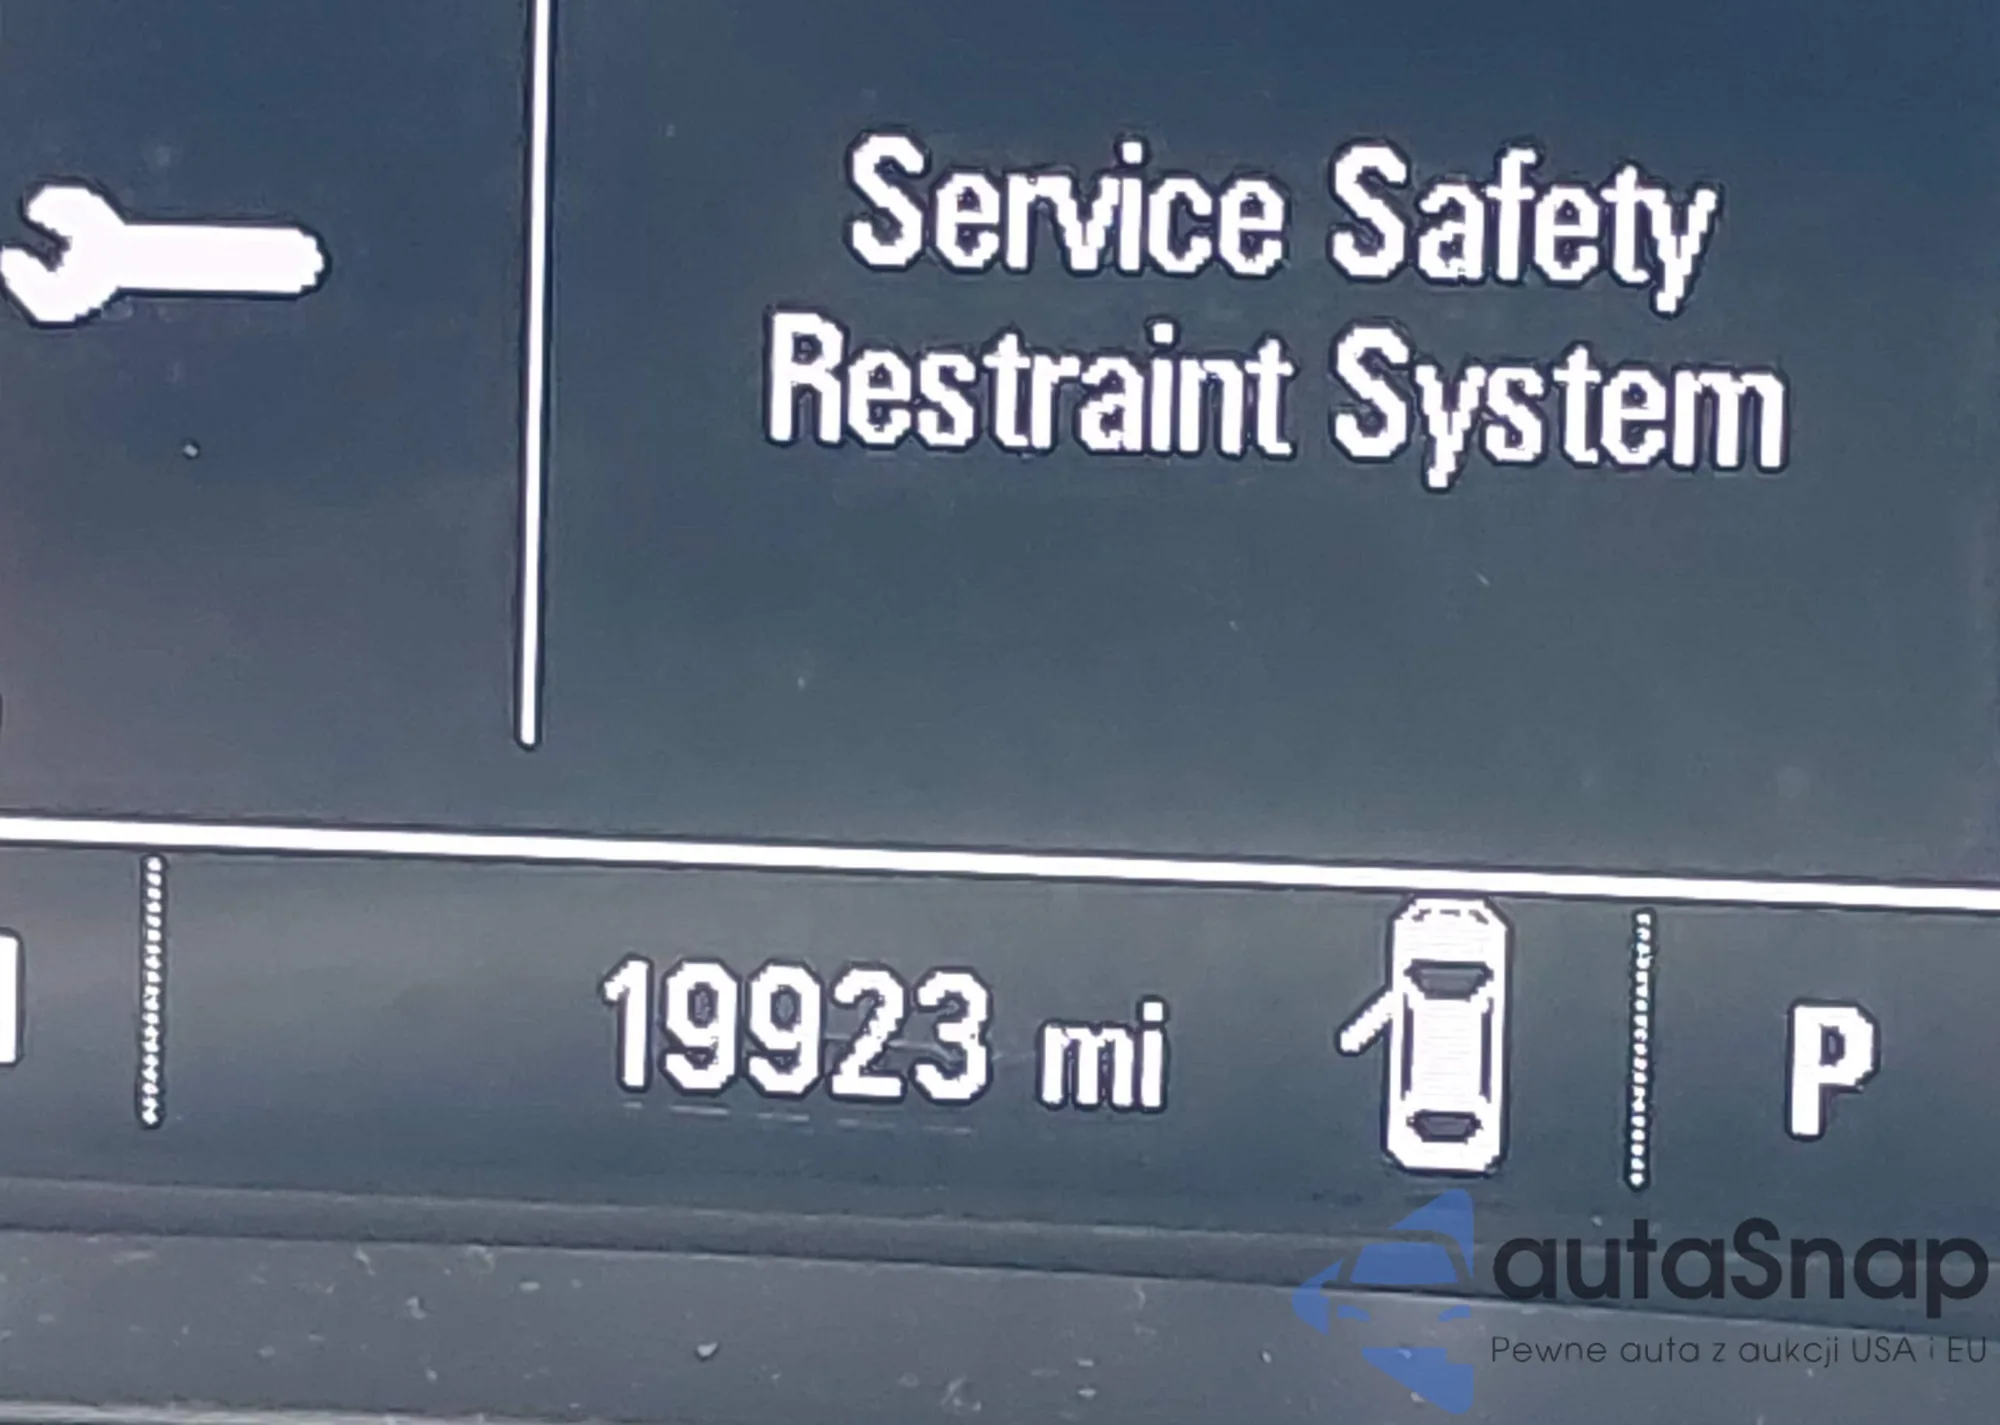 Service Safety
Restraint System
19923 mi
P
autaSnap
Pewne auta z aukcji USA i EU